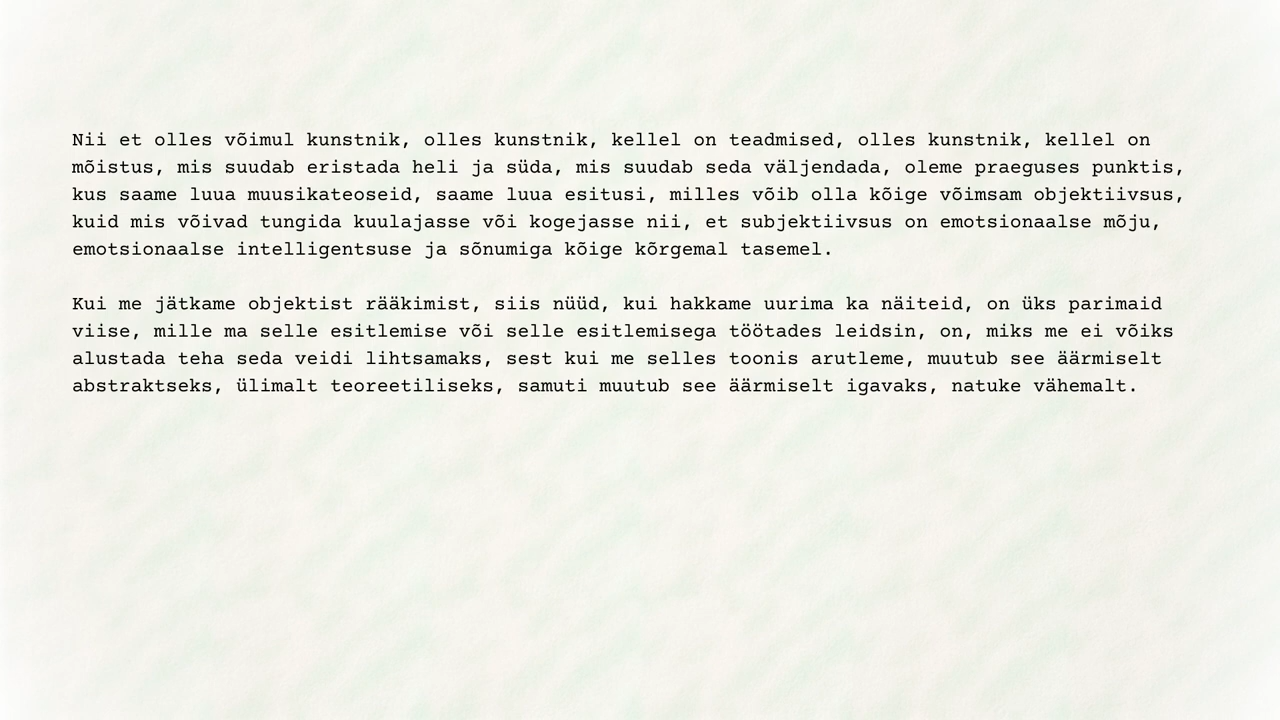 Nii et olles võimul kunstnik, olles kunstnik, kellel on teadmised, olles kunstnik, kellel on
mõistus, mis suudab eristada heli ja süda, mis suudab seda väljendada, oleme praeguses punktis,
kus saame luua muusikateoseid, saame luua esitusi, milles võib olla kõige võimsam objektiivsus,
kuid mis võivad tungida kuulajasse või kogejasse nii, et subjektiivsus on emotsionaalse mõju,
emotsionaalse intelligentsuse ja sõnumiga kõige kõrgemal tasemel.

Kui me jätkame objektist rääkimist, siis nüüd, kui hakkame uurima ka näiteid, on üks parimaid
viise, mille ma selle esitlemise või selle esitlemisega töötades leidsin, on, miks me ei võiks
alustada teha seda veidi lihtsamaks, sest kui me selles toonis arutleme, muutub see äärmiselt
abstraktseks, ülimalt teoreetiliseks, samuti muutub see äärmiselt igavaks, natuke vähemalt.